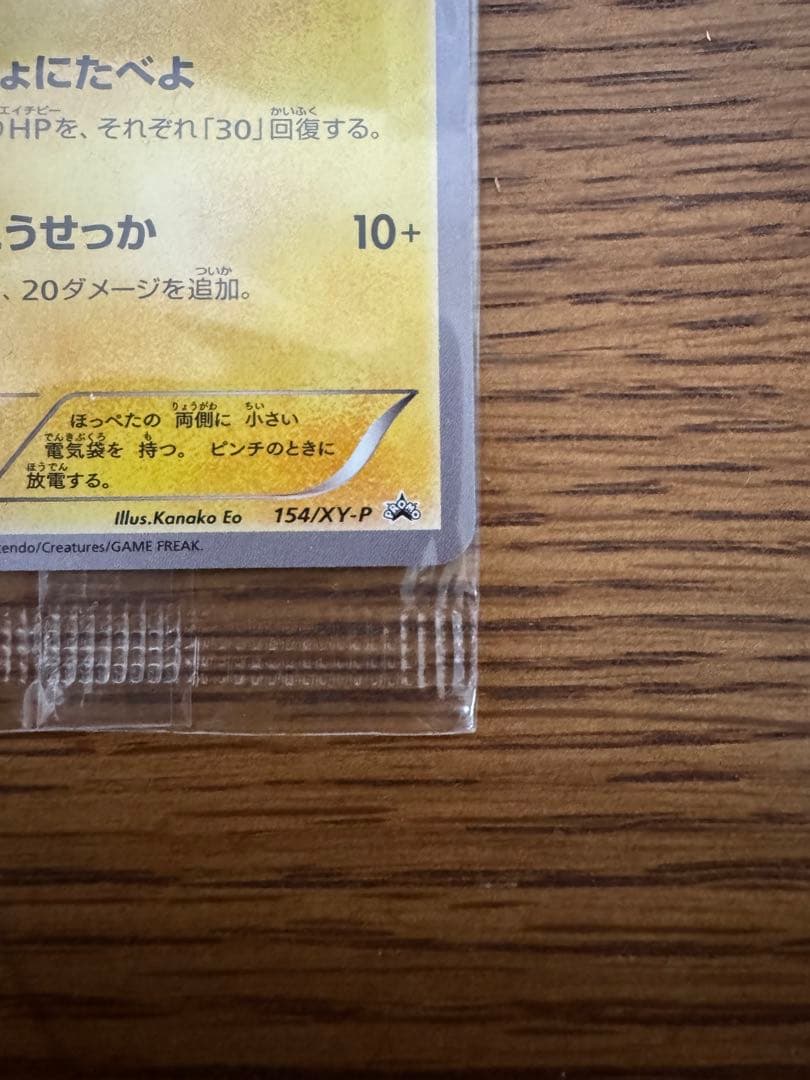 ょにたべよ
エイチピー かいふく
HPを、それぞれ「30」回復する。
うせっか 10+
ついか
、20ダメージを追加。
りょうがわ ちい
ほっぺたの 両側に 小さい
でんきぶくろ も
電気袋を 持つ。 ピンチのときに
ほうでん
放電する。
Illus.Kanako Eo 154/XY-P PROMO
tendo/Creatures/GAME FREAK.